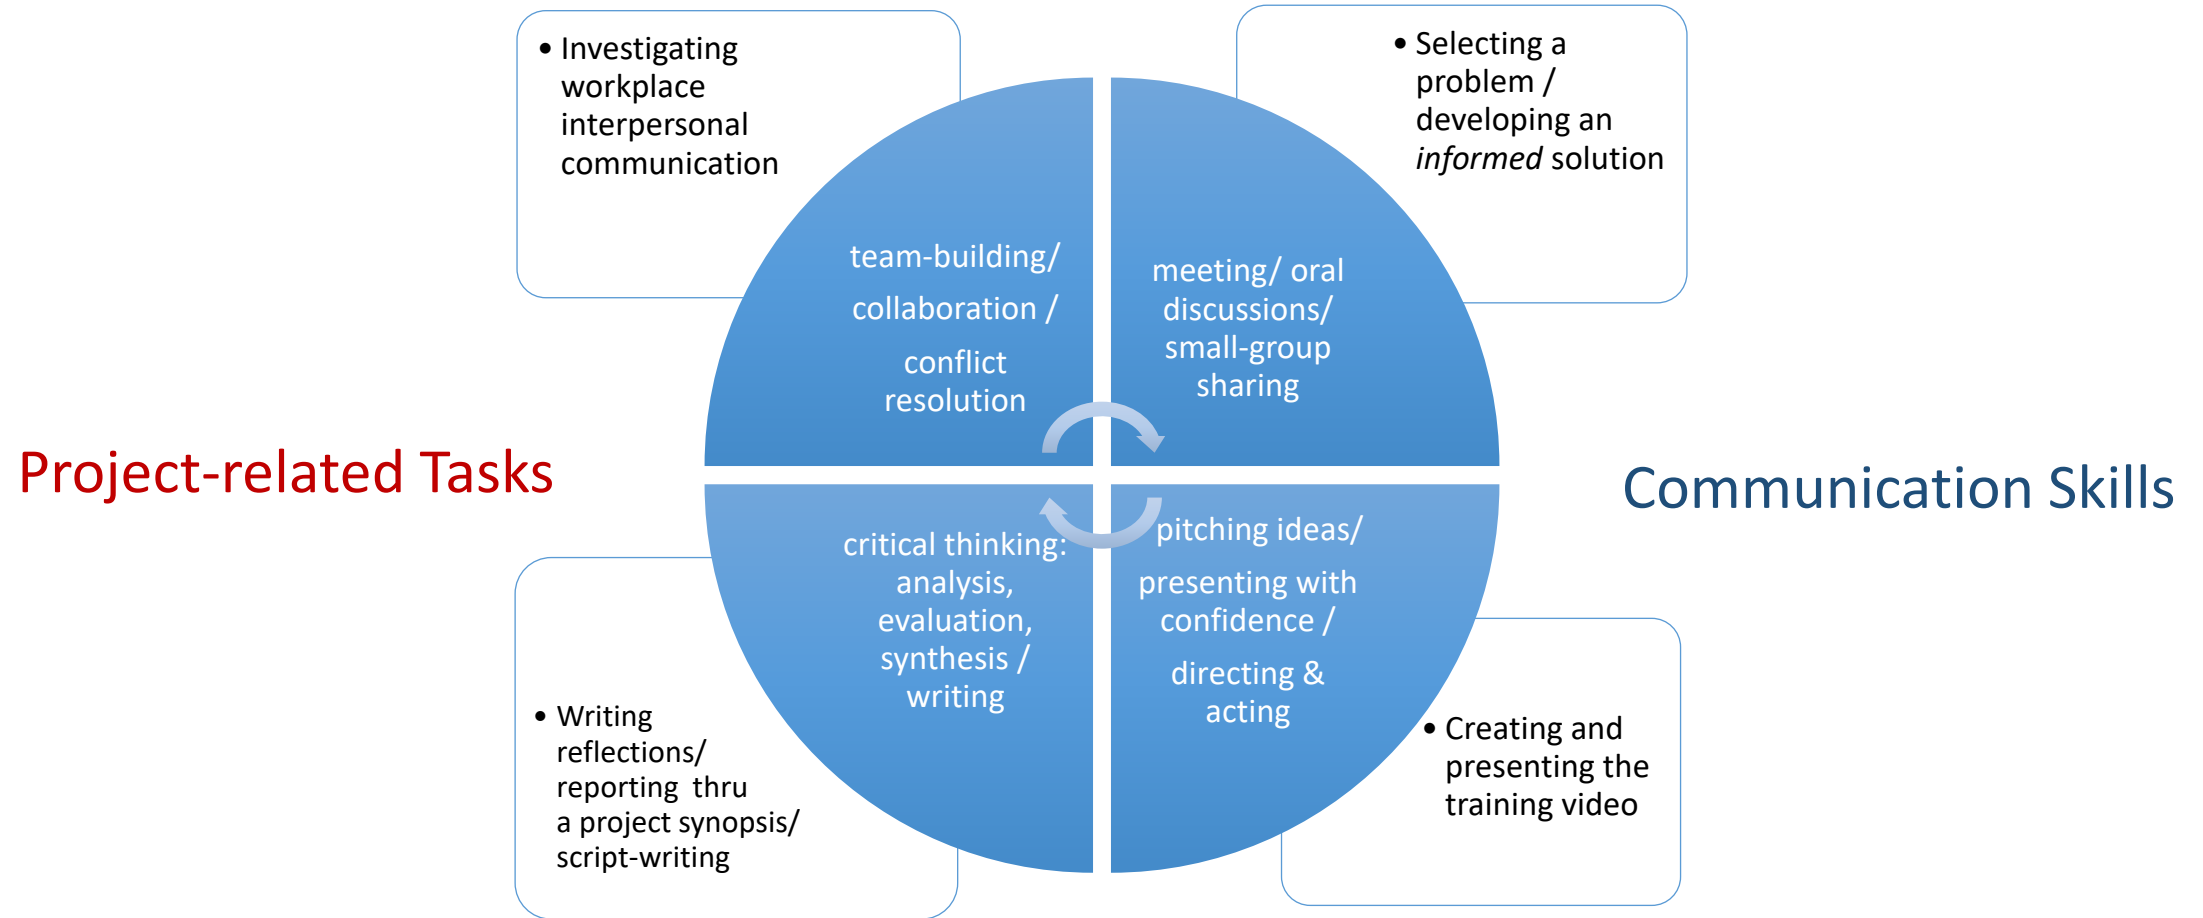 • Investigating
workplace
interpersonal
communication
• Selecting a
problem /
developing an
informed solution
team-building/
collaboration /
conflict
resolution
meeting/ oral
discussions/
small-group
sharing
Project-related Tasks
Communication Skills
critical thinking:
analysis,
evaluation,
synthesis /
writing
pitching ideas/
presenting with
confidence /
directing &
acting
• Writing
reflections/
reporting thru
a project synopsis/
script-writing
• Creating and
presenting the
training video